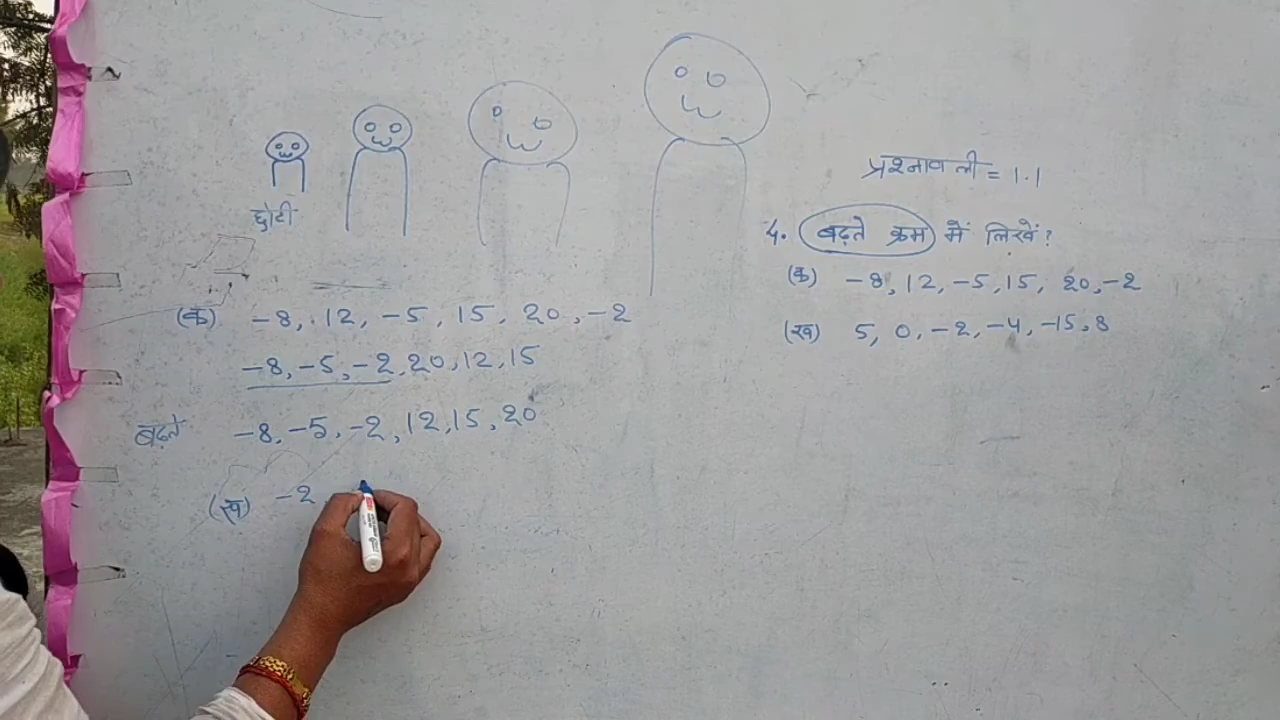 छोटी
(क) -8, 12, -5, 15, 20, -2
-8, -5, -2, 20, 12, 15
बढ़ते -8, -5, -2, 12, 15, 20
(ख) -2
प्रश्नावली = 1.1
4. बढ़ते क्रम में लिखें?
(क) -8, 12, -5, 15, 20, -2
(ख) 5, 0, -2, -4, -15, 8